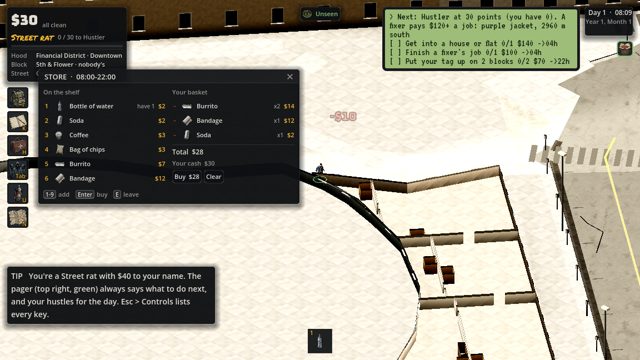 $30 all clean
STREET RAT 0 / 30 to Hustler
Hood Financial District · Downtown
Block 5th & Flower · nobody's
Street
Unseen
> Next: Hustler at 30 points (you have 0). A
fixer pays $120+ a job: purple jacket, 2960 m
south
[ ] Get into a house or flat 0/1 $140 ->04h
[ ] Finish a fixer's job 0/1 $100 ->04h
[ ] Put your tag up on 2 blocks 0/2 $70 ->22h
Day 1 · 08:09
Year 1, Month 1
STORE · 08:00-22:00 ×
On the shelf
1 Bottle of water have 1 $2
2 Soda $2
3 Coffee $3
4 Bag of chips $4
5 Burrito $7
6 Bandage $12
1-9 add Enter buy E leave
Your basket
- Burrito x2 $14
- Bandage x1 $12
- Soda x1 $2
Total $28
Your cash $30
Buy $28 Clear
-$10
H
Tab
U
TIP You're a Street rat with $40 to your name. The
pager (top right, green) always says what to do next,
and your hustles for the day. Esc > Controls lists
every key.
1